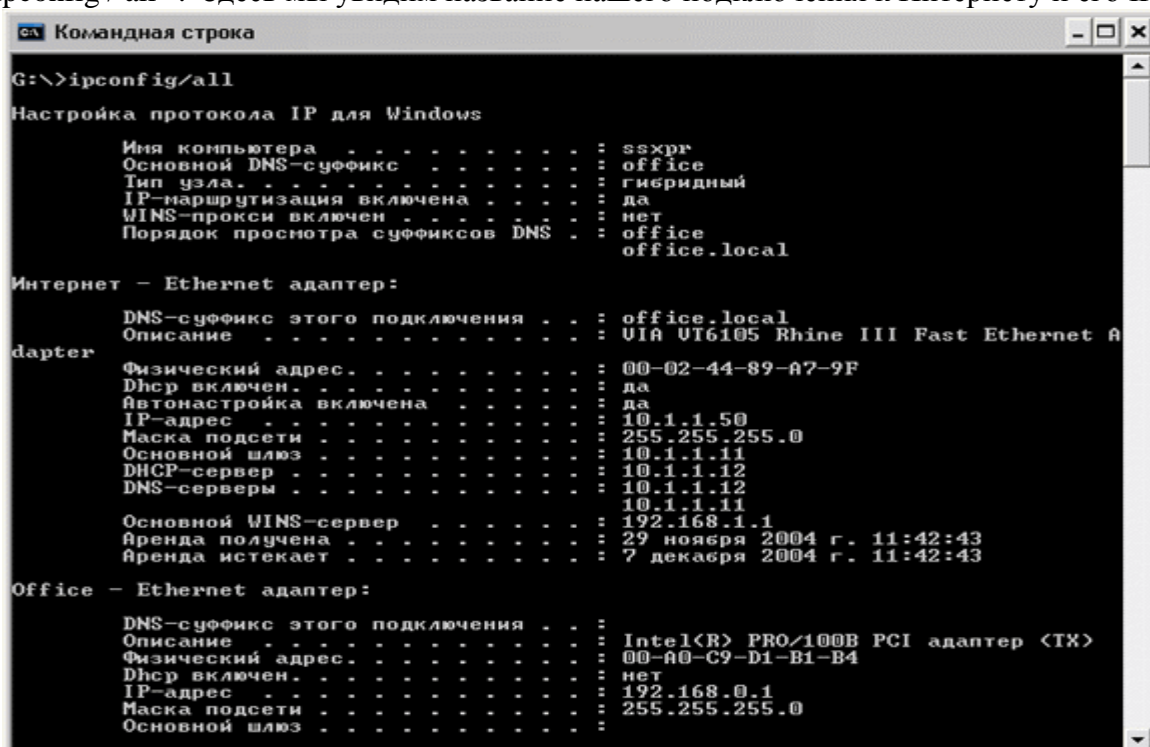 Командная строка
G:\>ipconfig/all
Настройка протокола IP для Windows
Имя компьютера . . . . . . . . . : ssxpr
Основной DNS-суффикс . . . . . . : office
Тип узла. . . . . . . . . . . . . : гибридный
IP-маршрутизация включена . . . . : да
WINS-прокси включен . . . . . . . : нет
Порядок просмотра суффиксов DNS . : office
office.local
Интернет - Ethernet адаптер:
DNS-суффикс этого подключения . . : office.local
Описание . . . . . . . . . . . . : VIA VT6105 Rhine III Fast Ethernet A
dapter
Физический адрес. . . . . . . . . : 00-02-44-89-A7-9F
Dhcp включен. . . . . . . . . . . : да
Автонастройка включена . . . . . : да
IP-адрес . . . . . . . . . . . . : 10.1.1.50
Маска подсети . . . . . . . . . . : 255.255.255.0
Основной шлюз . . . . . . . . . . : 10.1.1.11
DHCP-сервер . . . . . . . . . . . : 10.1.1.12
DNS-серверы . . . . . . . . . . . : 10.1.1.12
10.1.1.11
Основной WINS-сервер . . . . . . : 192.168.1.1
Аренда получена . . . . . . . . . : 29 ноября 2004 г. 11:42:43
Аренда истекает . . . . . . . . . : 7 декабря 2004 г. 11:42:43
Office - Ethernet адаптер:
DNS-суффикс этого подключения . . :
Описание . . . . . . . . . . . . : Intel(R) PRO/100B PCI адаптер (TX)
Физический адрес. . . . . . . . . : 00-A0-C9-D1-B1-B4
Dhcp включен. . . . . . . . . . . : нет
IP-адрес . . . . . . . . . . . . : 192.168.0.1
Маска подсети . . . . . . . . . . : 255.255.255.0
Основной шлюз . . . . . . . . . . :